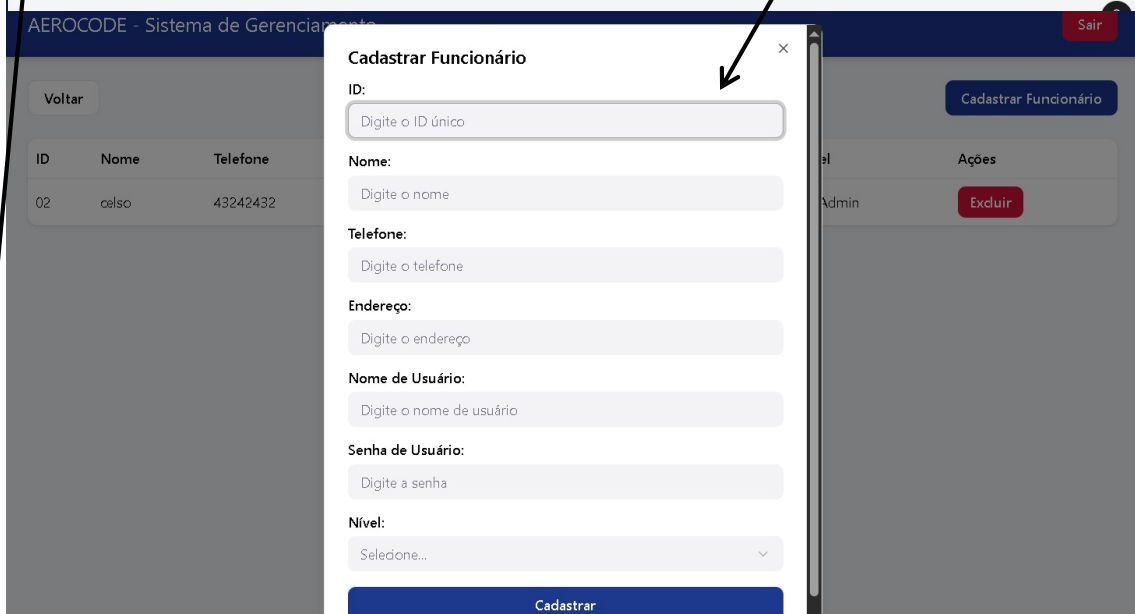 AEROCODE - Sistema de Gerenciamento
Sair
Voltar
Cadastrar Funcionário
ID Nome Telefone el Ações
02 celso 43242432 Admin Excluir
Cadastrar Funcionário
×
ID:
Digite o ID único
Nome:
Digite o nome
Telefone:
Digite o telefone
Endereço:
Digite o endereço
Nome de Usuário:
Digite o nome de usuário
Senha de Usuário:
Digite a senha
Nível:
Selecione...
Cadastrar